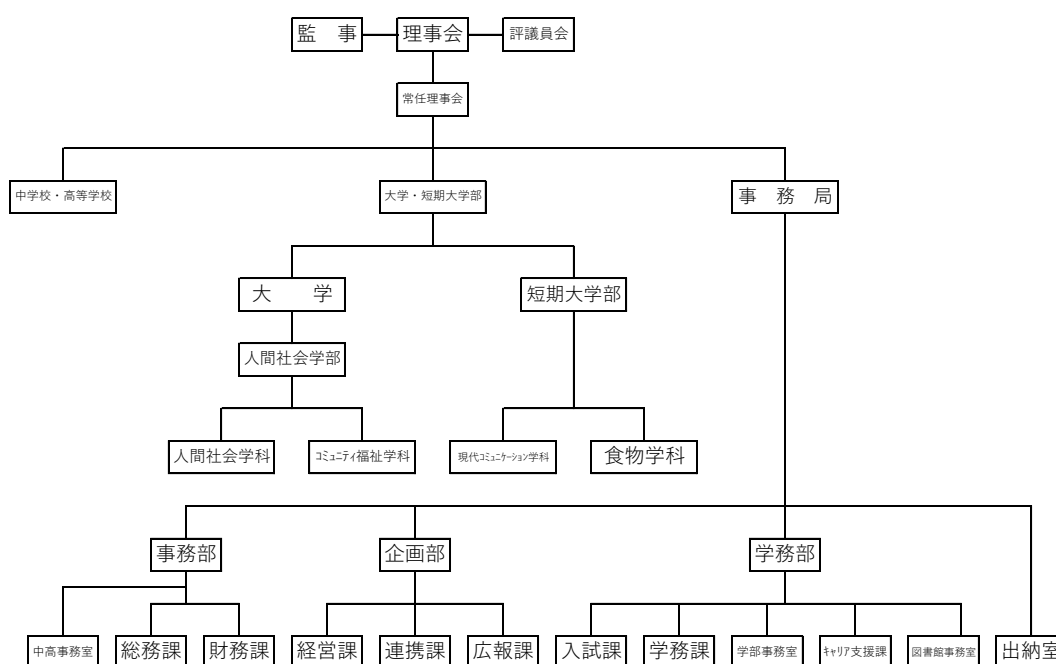 監　事
理事会
評議員会
常任理事会
中学校・高等学校
大学・短期大学部
事　務　局
大　　学
短期大学部
人間社会学部
人間社会学科
ｺﾐｭﾆﾃｨ福祉学科
現代ｺﾐｭﾆｹｰｼｮﾝ学科
食物学科
事務部
企画部
学務部
中高事務室
総務課
財務課
経営課
連携課
広報課
入試課
学務課
学部事務室
ｷｬﾘｱ支援課
図書館事務室
出納室